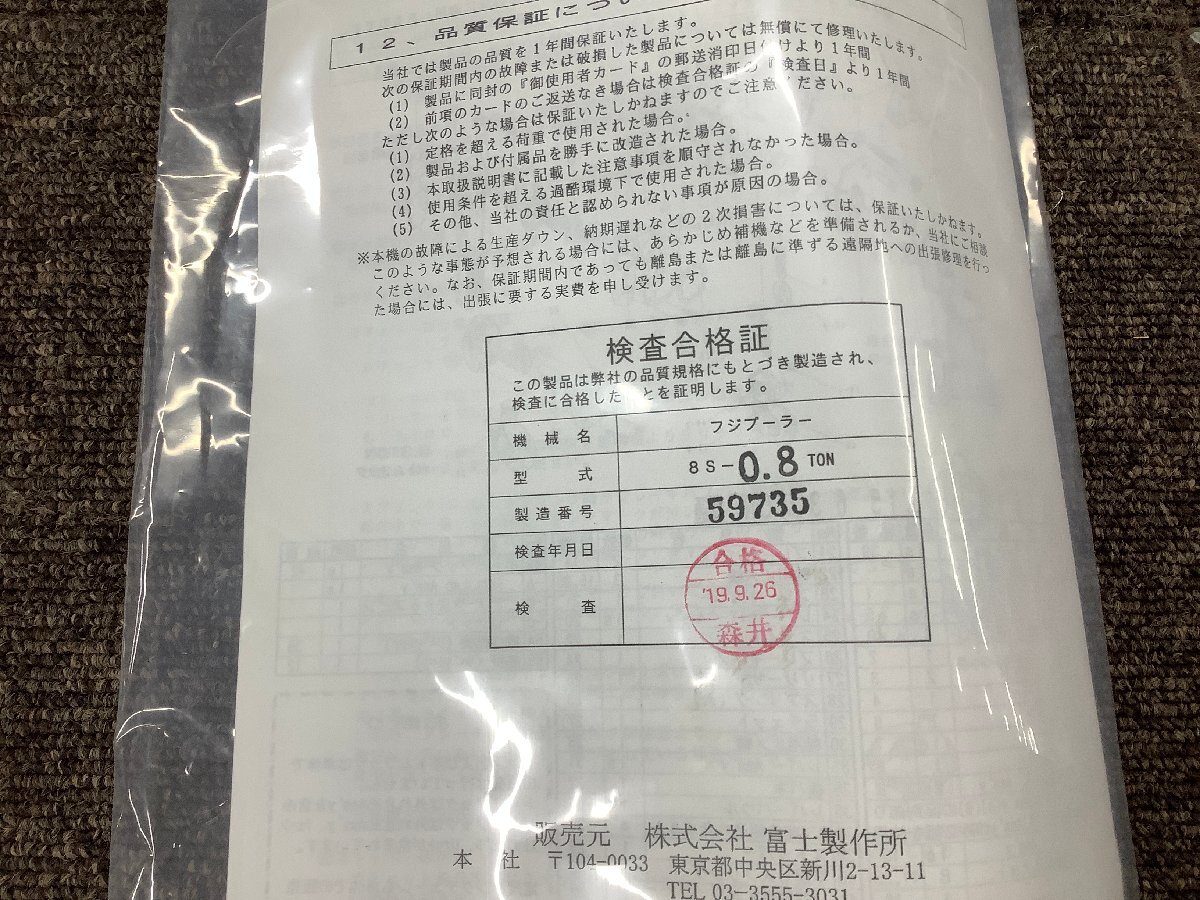 １２、品質保証につい
当社では製品の品質を１年間保証いたします。
次の保証期間内の故障または破損した製品については無償にて修理いたします。
(1) 製品に同封の『御使用者カード』の郵送消印日付けより１年間
(2) 前項のカードのご返送なき場合は検査合格証の『検査日』より１年間
ただし次のような場合は保証いたしかねますのでご注意ください。
(1) 定格を超える荷重で使用された場合。
(2) 製品および付属品を勝手に改造された場合。
(3) 本取扱説明書に記載した注意事項を順守されなかった場合。
(4) 使用条件を超える過酷環境下で使用された場合。
(5) その他、当社の責任と認められない事項が原因の場合。
※本機の故障による生産ダウン、納期遅れなどの２次損害については、保証いたしかねます。
このような事態が予想される場合には、あらかじめ補機などを準備されるか、当社にご相談
ください。なお、保証期間内であっても離島または離島に準ずる遠隔地への出張修理を行っ
た場合には、出張に要する実費を申し受けます。
検査合格証
この製品は弊社の品質規格にもとづき製造され、
検査に合格した とを証明します。
機械名 フジプーラー
型式 8S-0.8 TON
製造番号 59735
検査年月日
検査 合格
'19.9.26
森井
販売元 株式会社 富士製作所
本社 〒104-0033 東京都中央区新川2-13-11
TEL 03-3555-3031